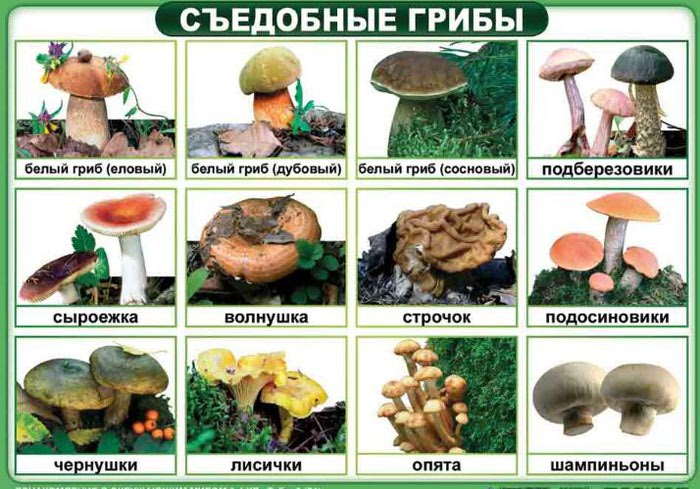 СЪЕДОБНЫЕ ГРИБЫ
белый гриб (еловый)
белый гриб (дубовый)
белый гриб (сосновый)
подберезовики
сыроежка
волнушка
строчок
подосиновики
чернушки
лисички
опята
шампиньоны